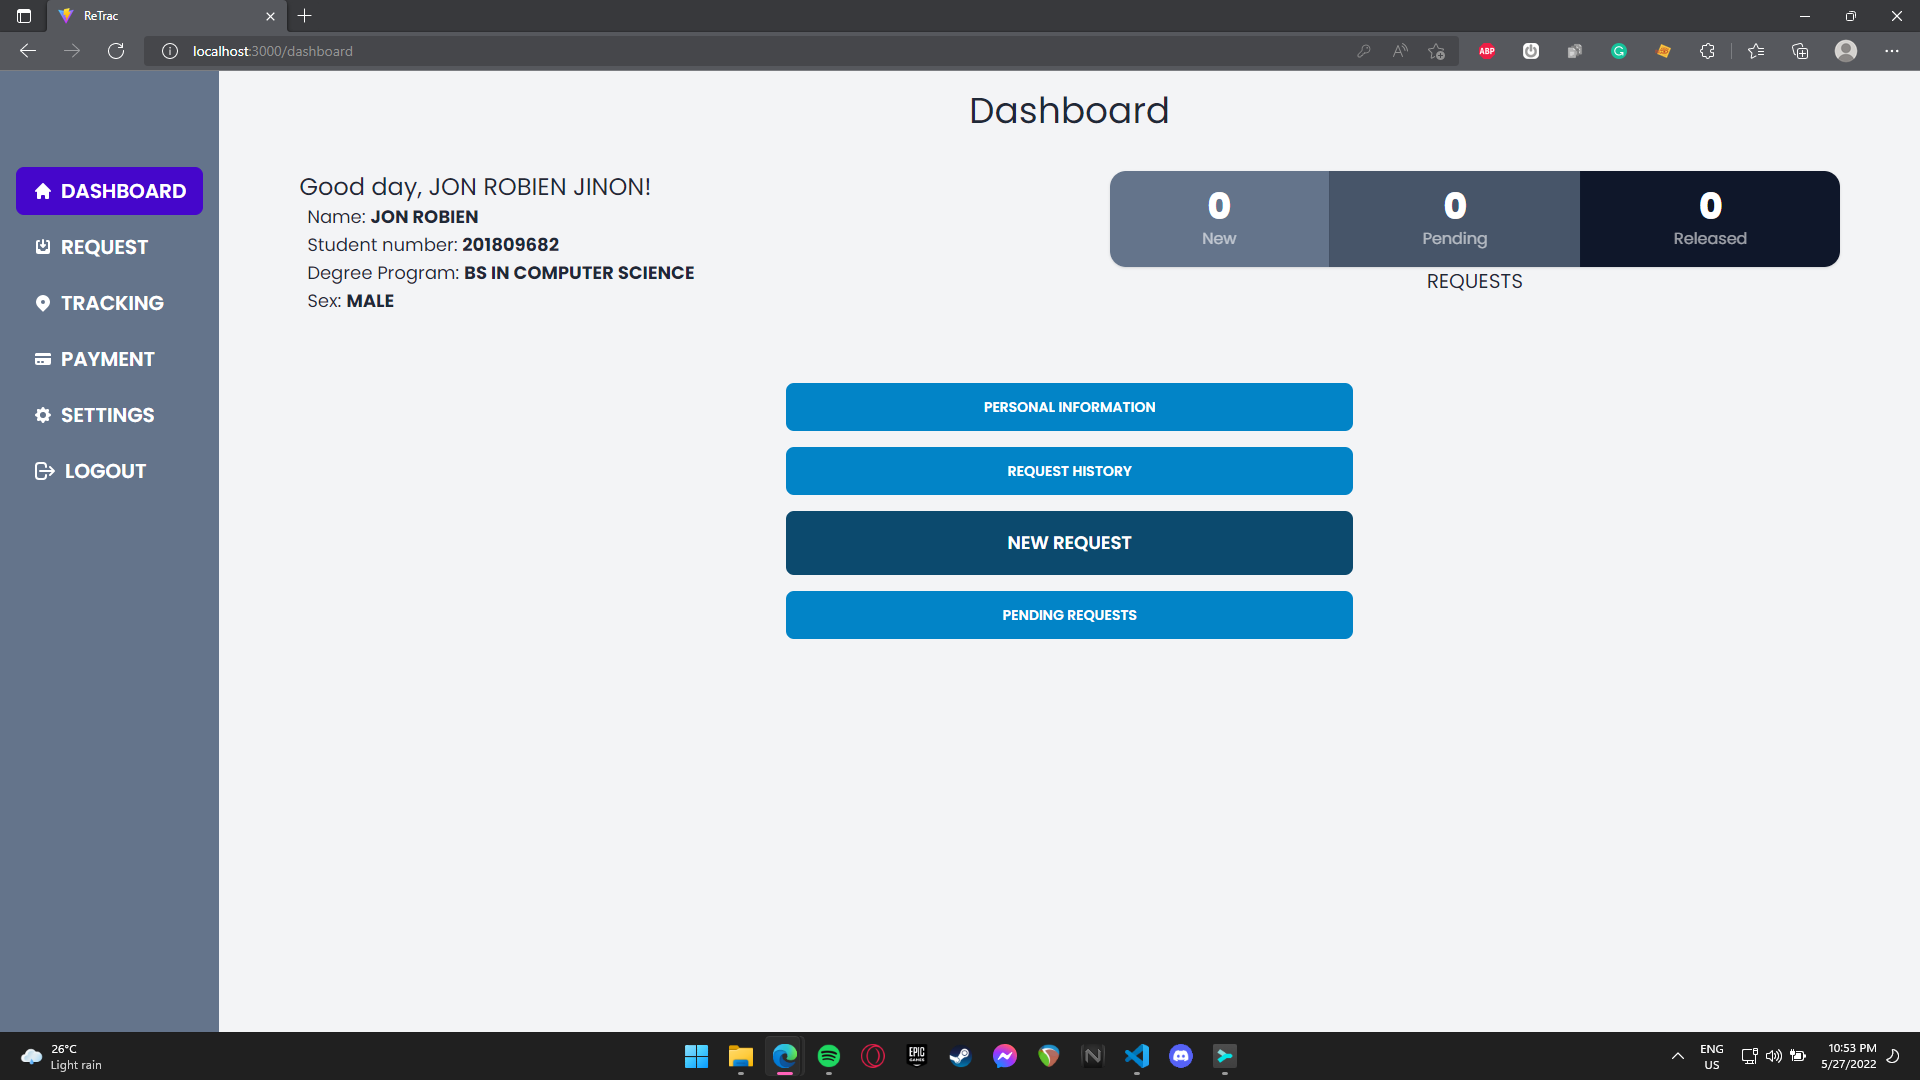 ReTrac
localhost:3000/dashboard
ABP
Dashboard
DASHBOARD
REQUEST
TRACKING
PAYMENT
SETTINGS
LOGOUT
Good day, JON ROBIEN JINON!
Name: JON ROBIEN
Student number: 201809682
Degree Program: BS IN COMPUTER SCIENCE
Sex: MALE
0
New
0
Pending
0
Released
REQUESTS
PERSONAL INFORMATION
REQUEST HISTORY
NEW REQUEST
PENDING REQUESTS
26°C
Light rain
EPIC
GAMES
ENG
US
10:53 PM
5/27/2022